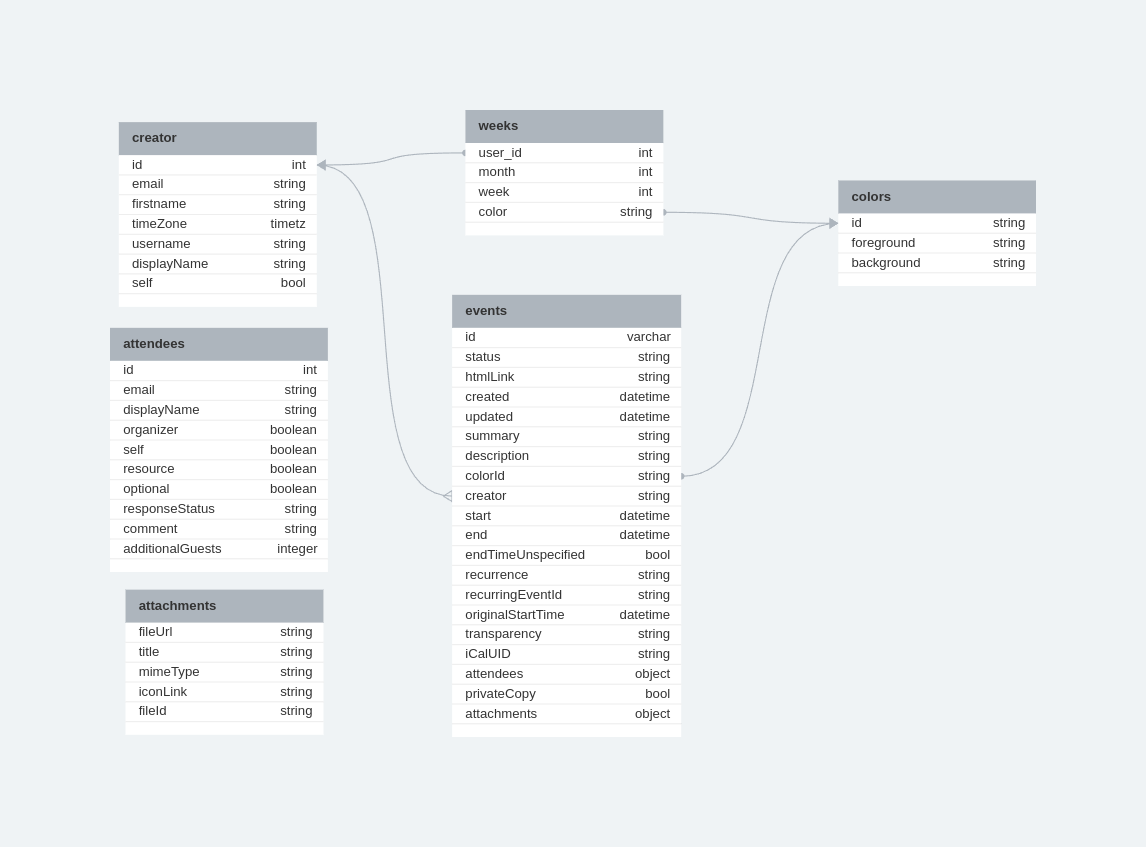 creator
id int
email string
firstname string
timeZone timetz
username string
displayName string
self bool
attendees
id int
email string
displayName string
organizer boolean
self boolean
resource boolean
optional boolean
responseStatus string
comment string
additionalGuests integer
attachments
fileUrl string
title string
mimeType string
iconLink string
fileId string
weeks
user_id int
month int
week int
color string
events
id varchar
status string
htmlLink string
created datetime
updated datetime
summary string
description string
colorId string
creator string
start datetime
end datetime
endTimeUnspecified bool
recurrence string
recurringEventId string
originalStartTime datetime
transparency string
iCalUID string
attendees object
privateCopy bool
attachments object
colors
id string
foreground string
background string